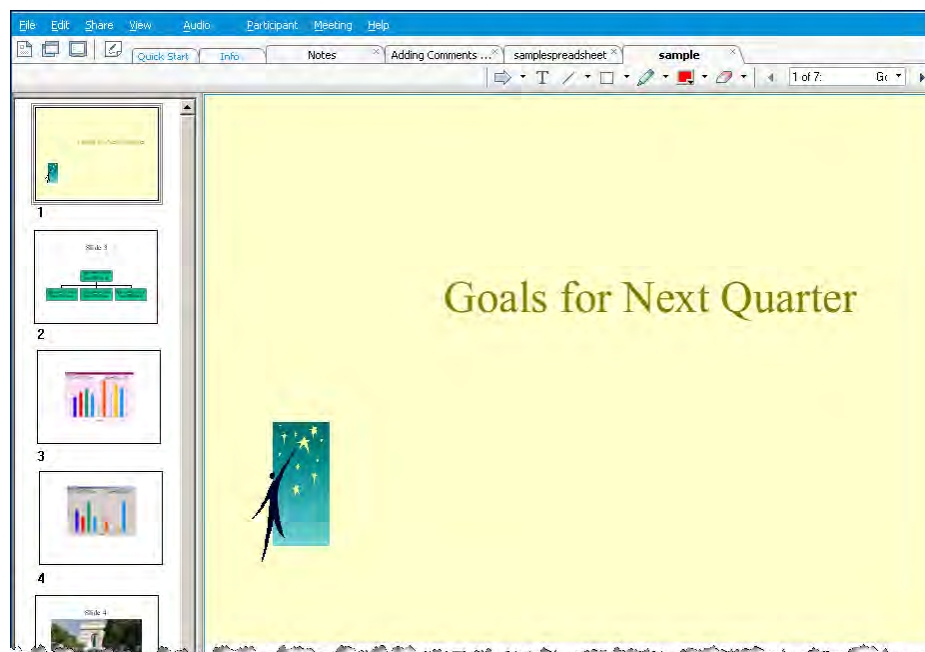 File Edit Share View Audio Participant Meeting Help
Quick Start Info Notes Adding Comments ... samplespreadsheet sample
T 1 of 7:
1
Slide 3
2
3
4
Slide 4
Goals for Next Quarter